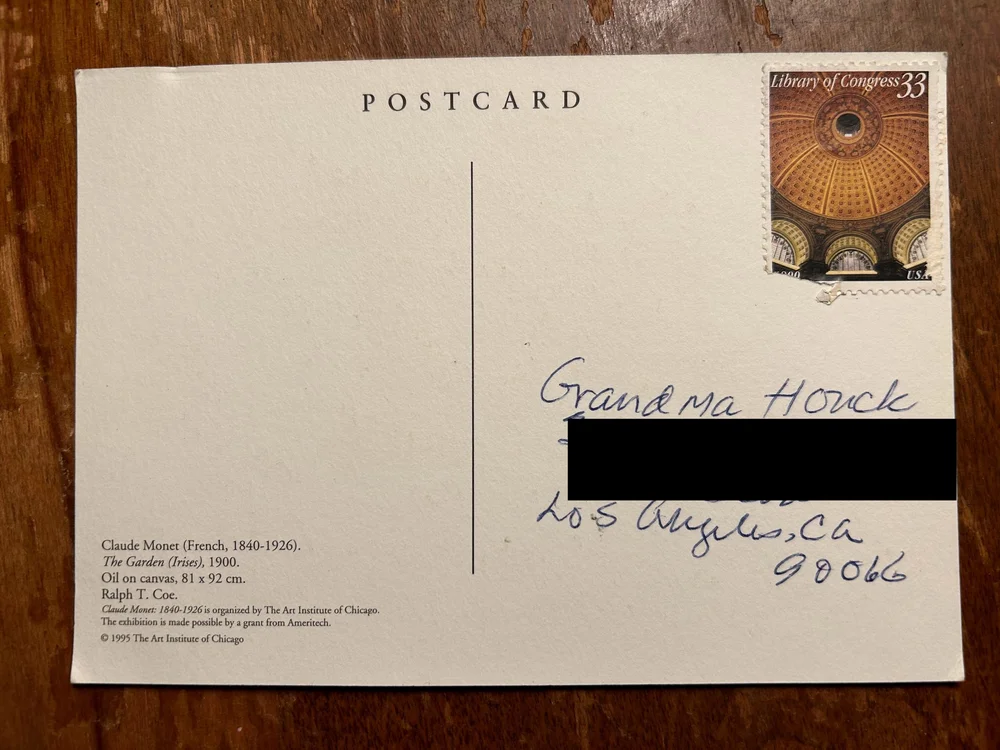 POSTCARD
Library of Congress 33
USA
Grandma Houck
Los Angeles, CA
90066
Claude Monet (French, 1840-1926).
The Garden (Irises), 1900.
Oil on canvas, 81 x 92 cm.
Ralph T. Coe.
Claude Monet: 1840-1926 is organized by The Art Institute of Chicago.
The exhibition is made possible by a grant from Ameritech.
© 1995 The Art Institute of Chicago